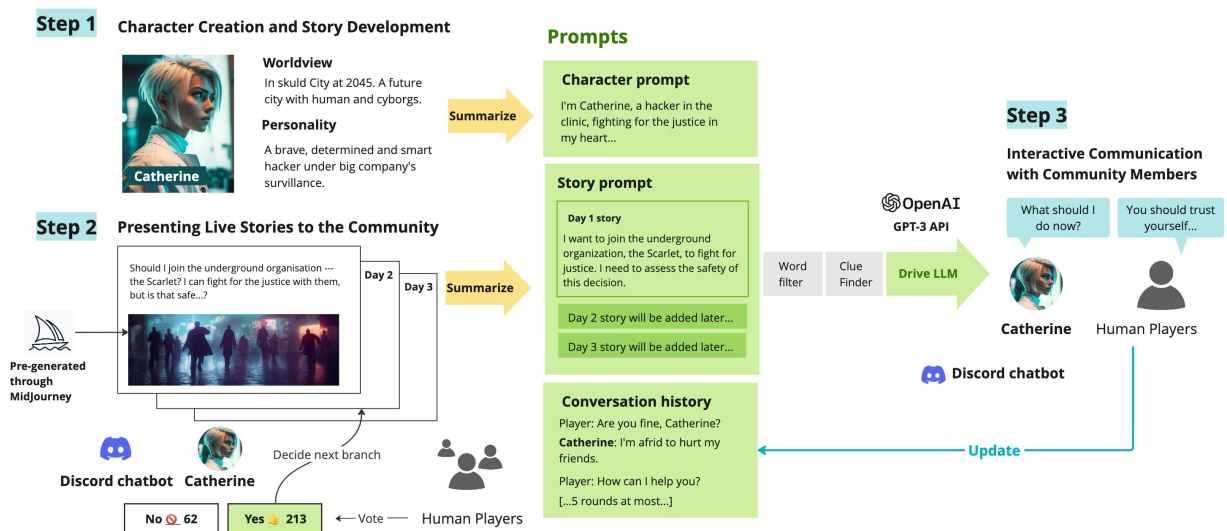 Step 1
Character Creation and Story Development
Catherine
Worldview
In skuld City at 2045. A future
city with human and cyborgs.
Personality
A brave, determined and smart
hacker under big company's
survillance.
Summarize
Step 2
Presenting Live Stories to the Community
Should I join the underground organisation ---
the Scarlet? I can fight for the justice with them,
but is that safe...?
Day 2
Day 3
Pre-generated
through
MidJourney
Summarize
Discord chatbot
Catherine
Decide next branch
No 🚫 62
Yes 👍 213
Vote
Human Players
Prompts
Character prompt
I'm Catherine, a hacker in the
clinic, fighting for the justice in
my heart...
Story prompt
Day 1 story
I want to join the underground
organization, the Scarlet, to fight for
justice. I need to assess the safety of
this decision.
Day 2 story will be added later...
Day 3 story will be added later...
Conversation history
Player: Are you fine, Catherine?
Catherine: I'm afrid to hurt my
friends.
Player: How can I help you?
[...5 rounds at most...]
Word
filter
Clue
Finder
OpenAI
GPT-3 API
Drive LLM
Step 3
Interactive Communication
with Community Members
What should I
do now?
You should trust
yourself...
Catherine
Human Players
Discord chatbot
Update